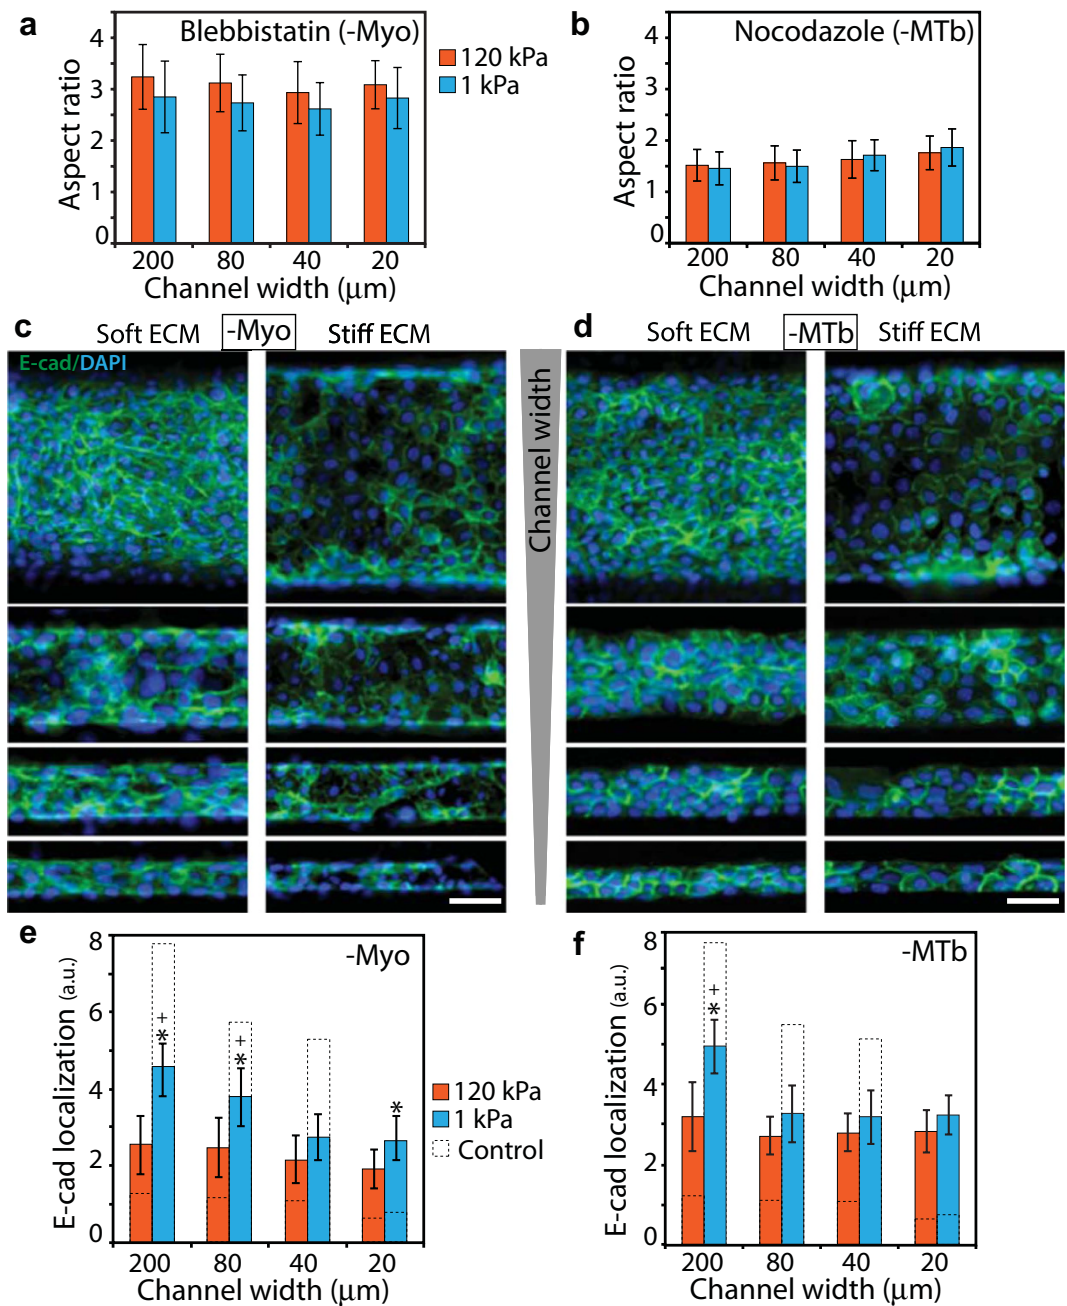 a
Blebbistatin (-Myo)
4
3
2
1
0
Aspect ratio
200 80 40 20
Channel width (μm)
120 kPa
1 kPa
b
Nocodazole (-MTb)
4
3
2
1
0
Aspect ratio
200 80 40 20
Channel width (μm)
c
Soft ECM -Myo Stiff ECM
E-cad/DAPI
Channel width
d
Soft ECM -MTb Stiff ECM
e
-Myo
8
6
4
2
0
E-cad localization (a.u.)
+
*
+
*
*
200 80 40 20
Channel width (μm)
120 kPa
1 kPa
Control
f
-MTb
8
6
4
2
0
E-cad localization (a.u.)
+
*
200 80 40 20
Channel width (μm)